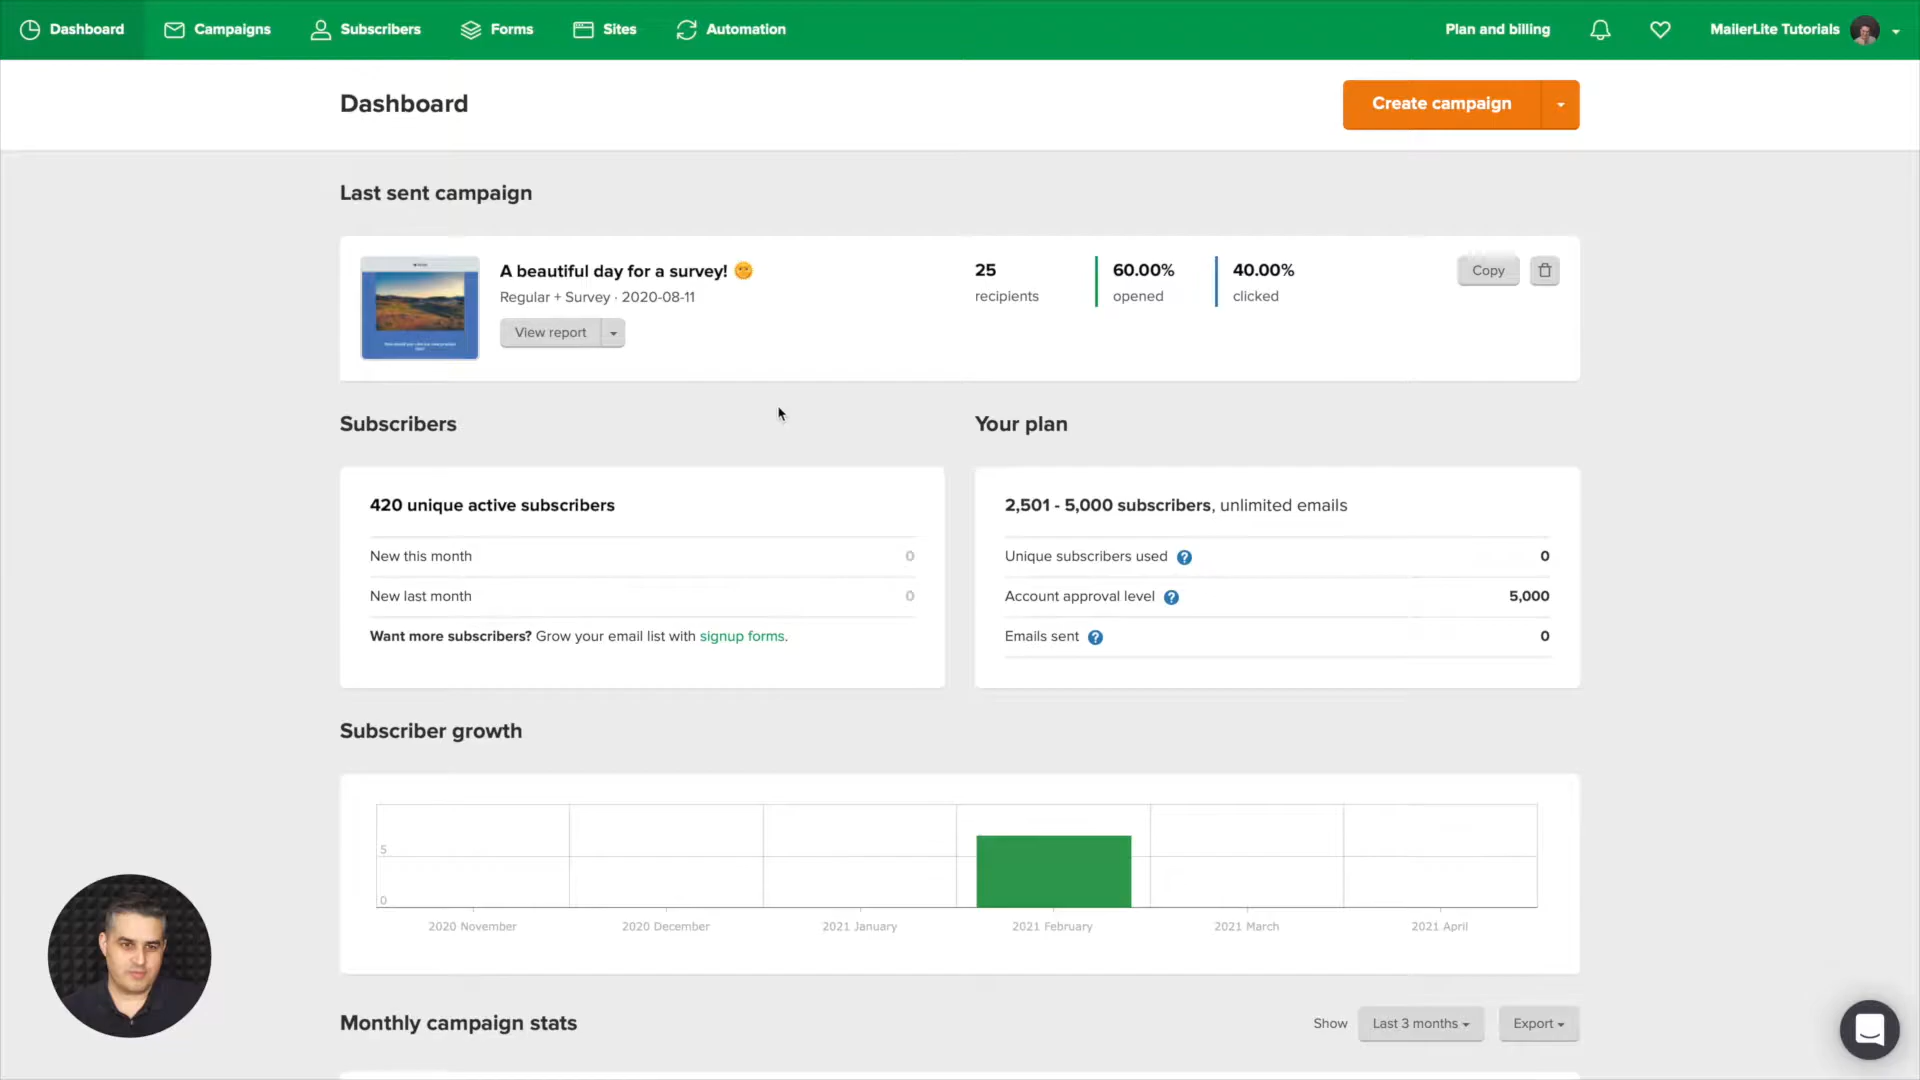 Dashboard
Campaigns
Subscribers
Forms
Sites
Automation
Plan and billing
MailerLite Tutorials
Dashboard
Create campaign
Last sent campaign
A beautiful day for a survey! 🌞
Regular + Survey · 2020-08-11
View report
25
recipients
60.00%
opened
40.00%
clicked
Copy
Subscribers
420 unique active subscribers
New this month 0
New last month 0
Want more subscribers? Grow your email list with signup forms.
Your plan
2,501 - 5,000 subscribers, unlimited emails
Unique subscribers used ? 0
Account approval level ? 5,000
Emails sent ? 0
Subscriber growth
5
0
2020 November
2020 December
2021 January
2021 February
2021 March
2021 April
Monthly campaign stats
Show
Last 3 months
Export